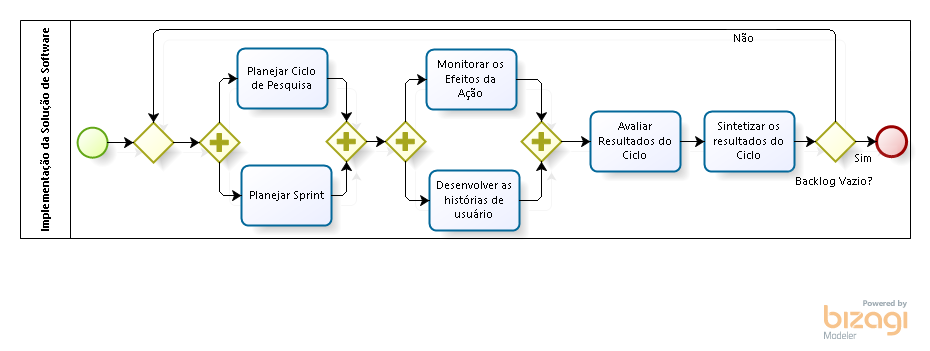 Implementação da Solução de Software
Não
Planejar Ciclo
de Pesquisa
Planejar Sprint
Monitorar os
Efeitos da
Ação
Desenvolver as
histórias de
usuário
Avaliar
Resultados do
Ciclo
Sintetizar os
resultados do
Ciclo
Sim
Backlog Vazio?
Powered by
bizagi
Modeler